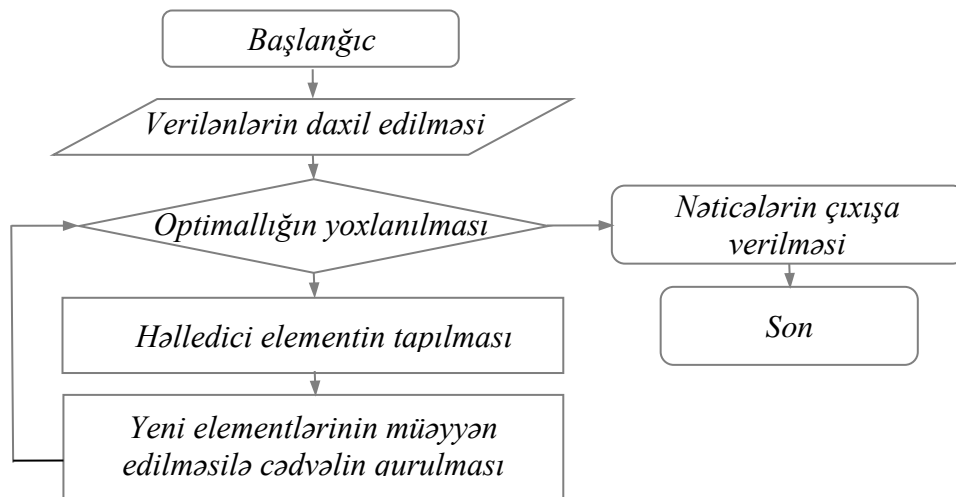 Başlanğıc
Verilənlərin daxil edilməsi
Optimallığın yoxlanılması
Nəticələrin çıxışa
verilməsi
Son
Həlledici elementin tapılması
Yeni elementlərinin müəyyən
edilməsilə cədvəlin qurulması